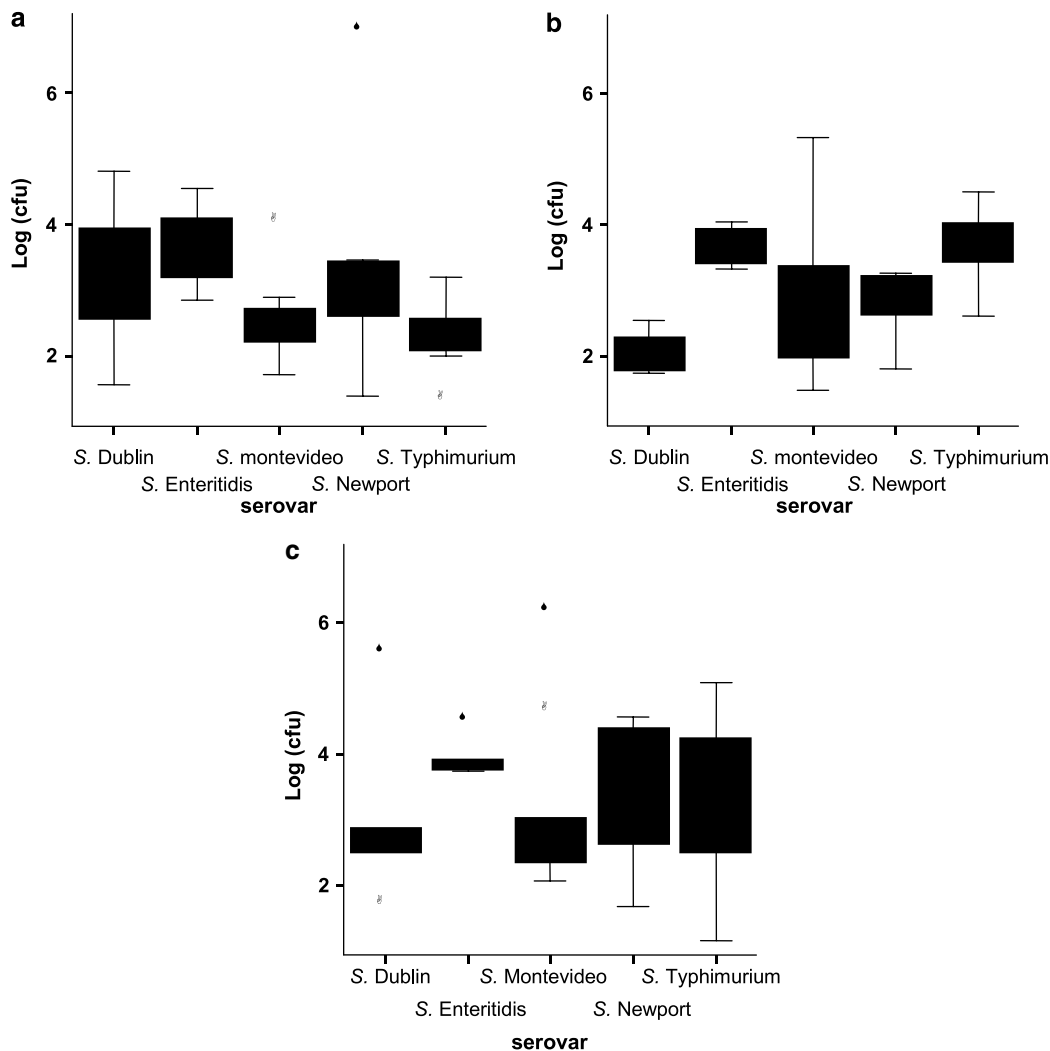 a
6
4
2
Log (cfu)
S. Dublin S. montevideo S. Typhimurium
S. Enteritidis S. Newport
serovar
b
6
4
2
Log (cfu)
S. Dublin S. montevideo S. Typhimurium
S. Enteritidis S. Newport
serovar
c
6
4
2
Log (cfu)
S. Dublin S. Montevideo S. Typhimurium
S. Enteritidis S. Newport
serovar